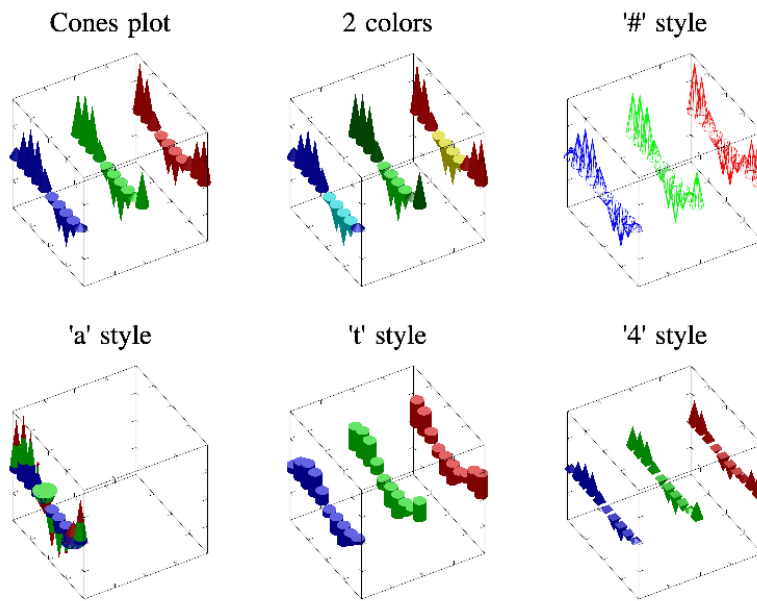 Cones plot
2 colors
'#' style
'a' style
't' style
'4' style